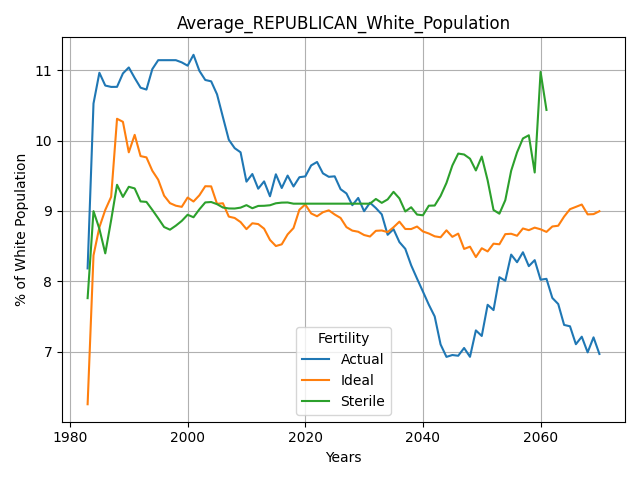 Average_REPUBLICAN_White_Population
% of White Population
11
10
9
8
7
1980
2000
2020
2040
2060
Years
Fertility
Actual
Ideal
Sterile